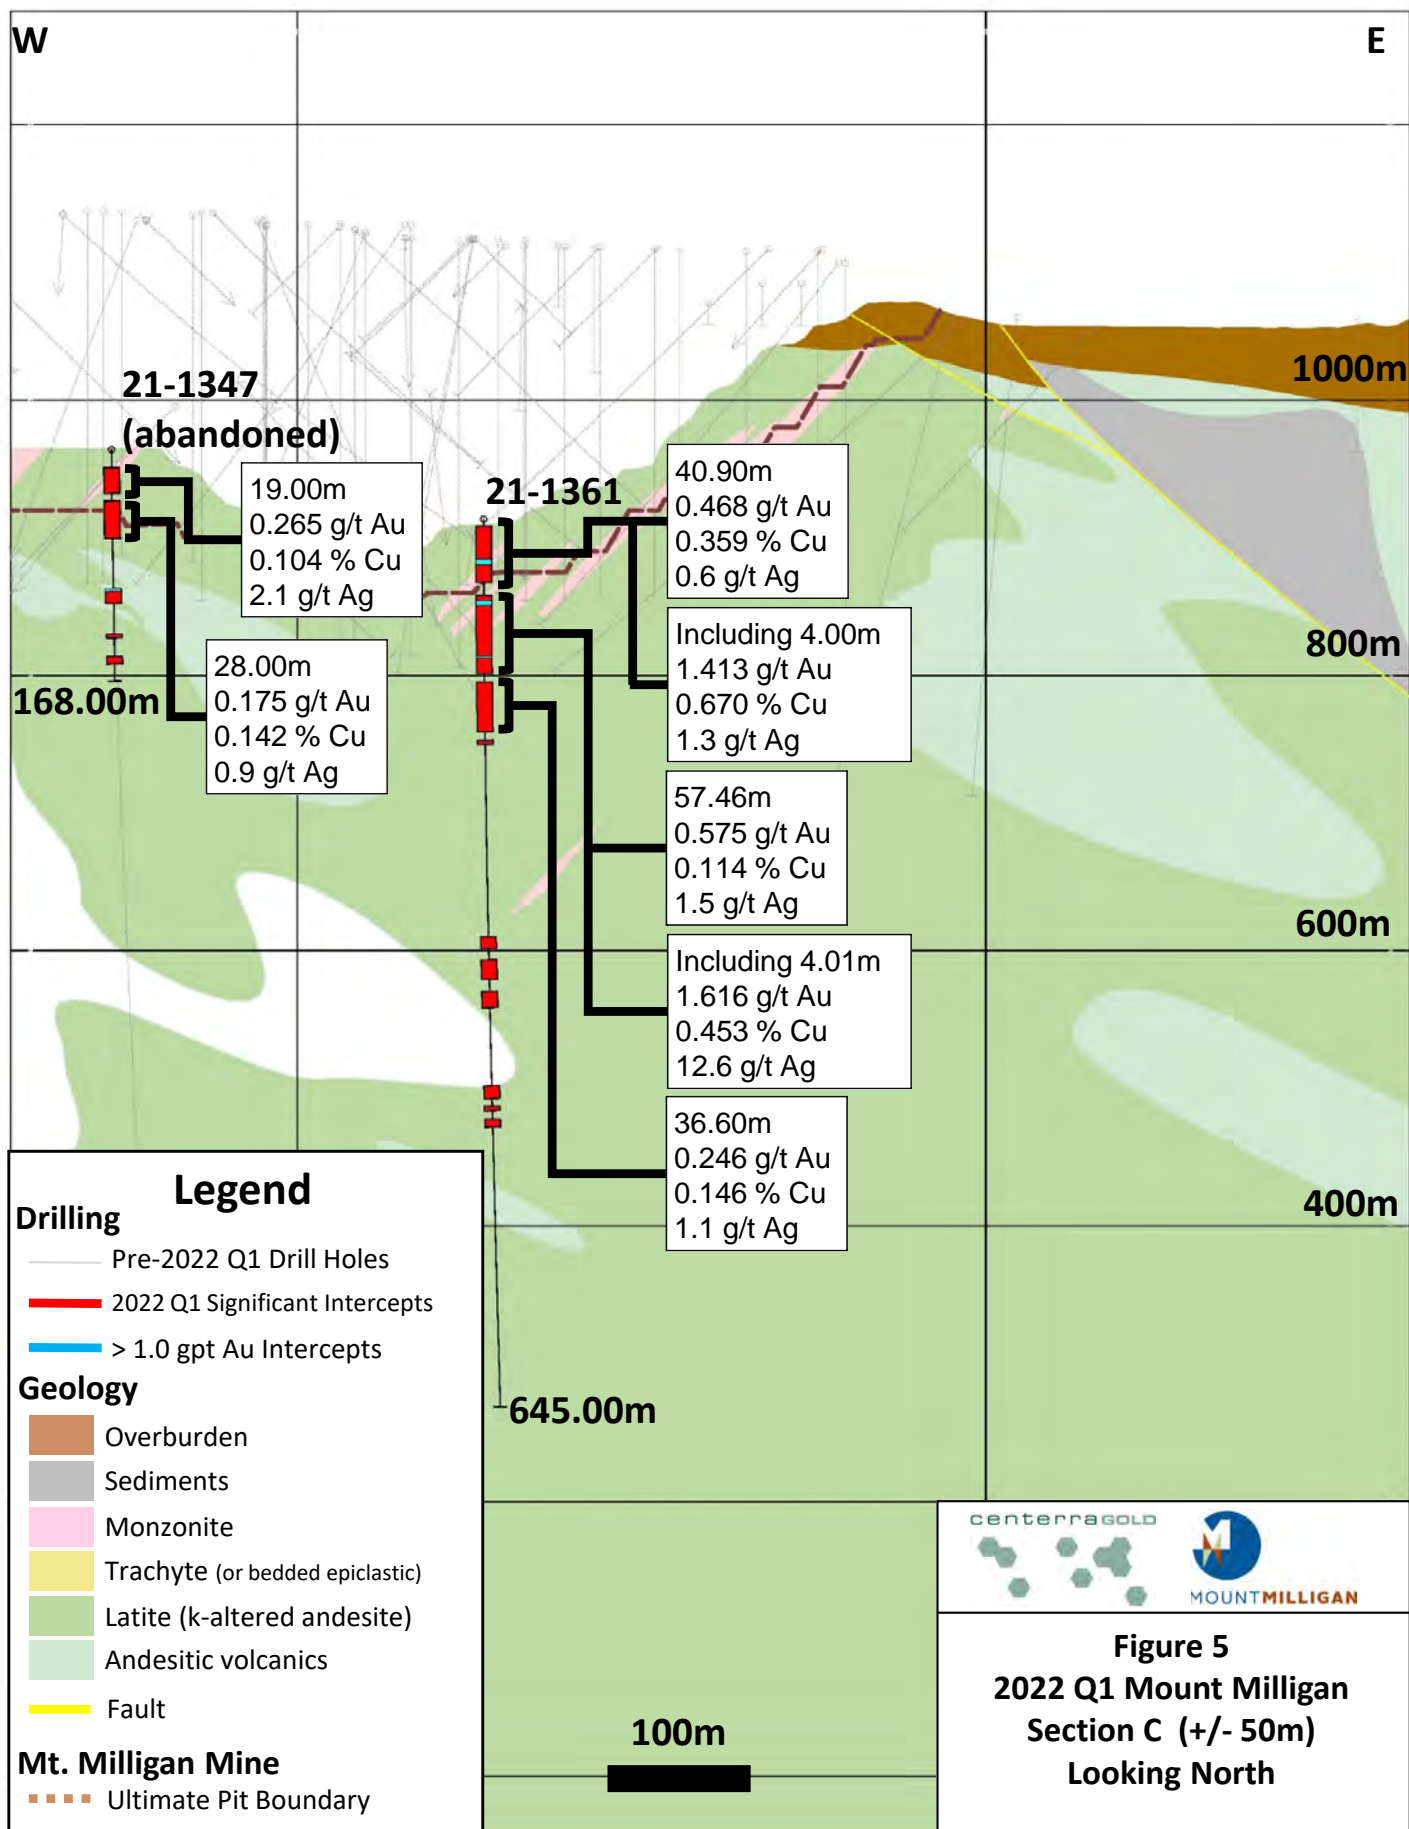 W
E
1000m
21-1347
(abandoned)
19.00m
0.265 g/t Au
0.104 % Cu
2.1 g/t Ag
28.00m
0.175 g/t Au
0.142 % Cu
0.9 g/t Ag
168.00m
21-1361
40.90m
0.468 g/t Au
0.359 % Cu
0.6 g/t Ag
Including 4.00m
1.413 g/t Au
0.670 % Cu
1.3 g/t Ag
57.46m
0.575 g/t Au
0.114 % Cu
1.5 g/t Ag
Including 4.01m
1.616 g/t Au
0.453 % Cu
12.6 g/t Ag
36.60m
0.246 g/t Au
0.146 % Cu
1.1 g/t Ag
800m
600m
400m
645.00m
Legend
Drilling
Pre-2022 Q1 Drill Holes
2022 Q1 Significant Intercepts
> 1.0 gpt Au Intercepts
Geology
Overburden
Sediments
Monzonite
Trachyte (or bedded epiclastic)
Latite (k-altered andesite)
Andesitic volcanics
Fault
Mt. Milligan Mine
Ultimate Pit Boundary
100m
centerraGOLD
MOUNTMILLIGAN
Figure 5
2022 Q1 Mount Milligan
Section C (+/- 50m)
Looking North